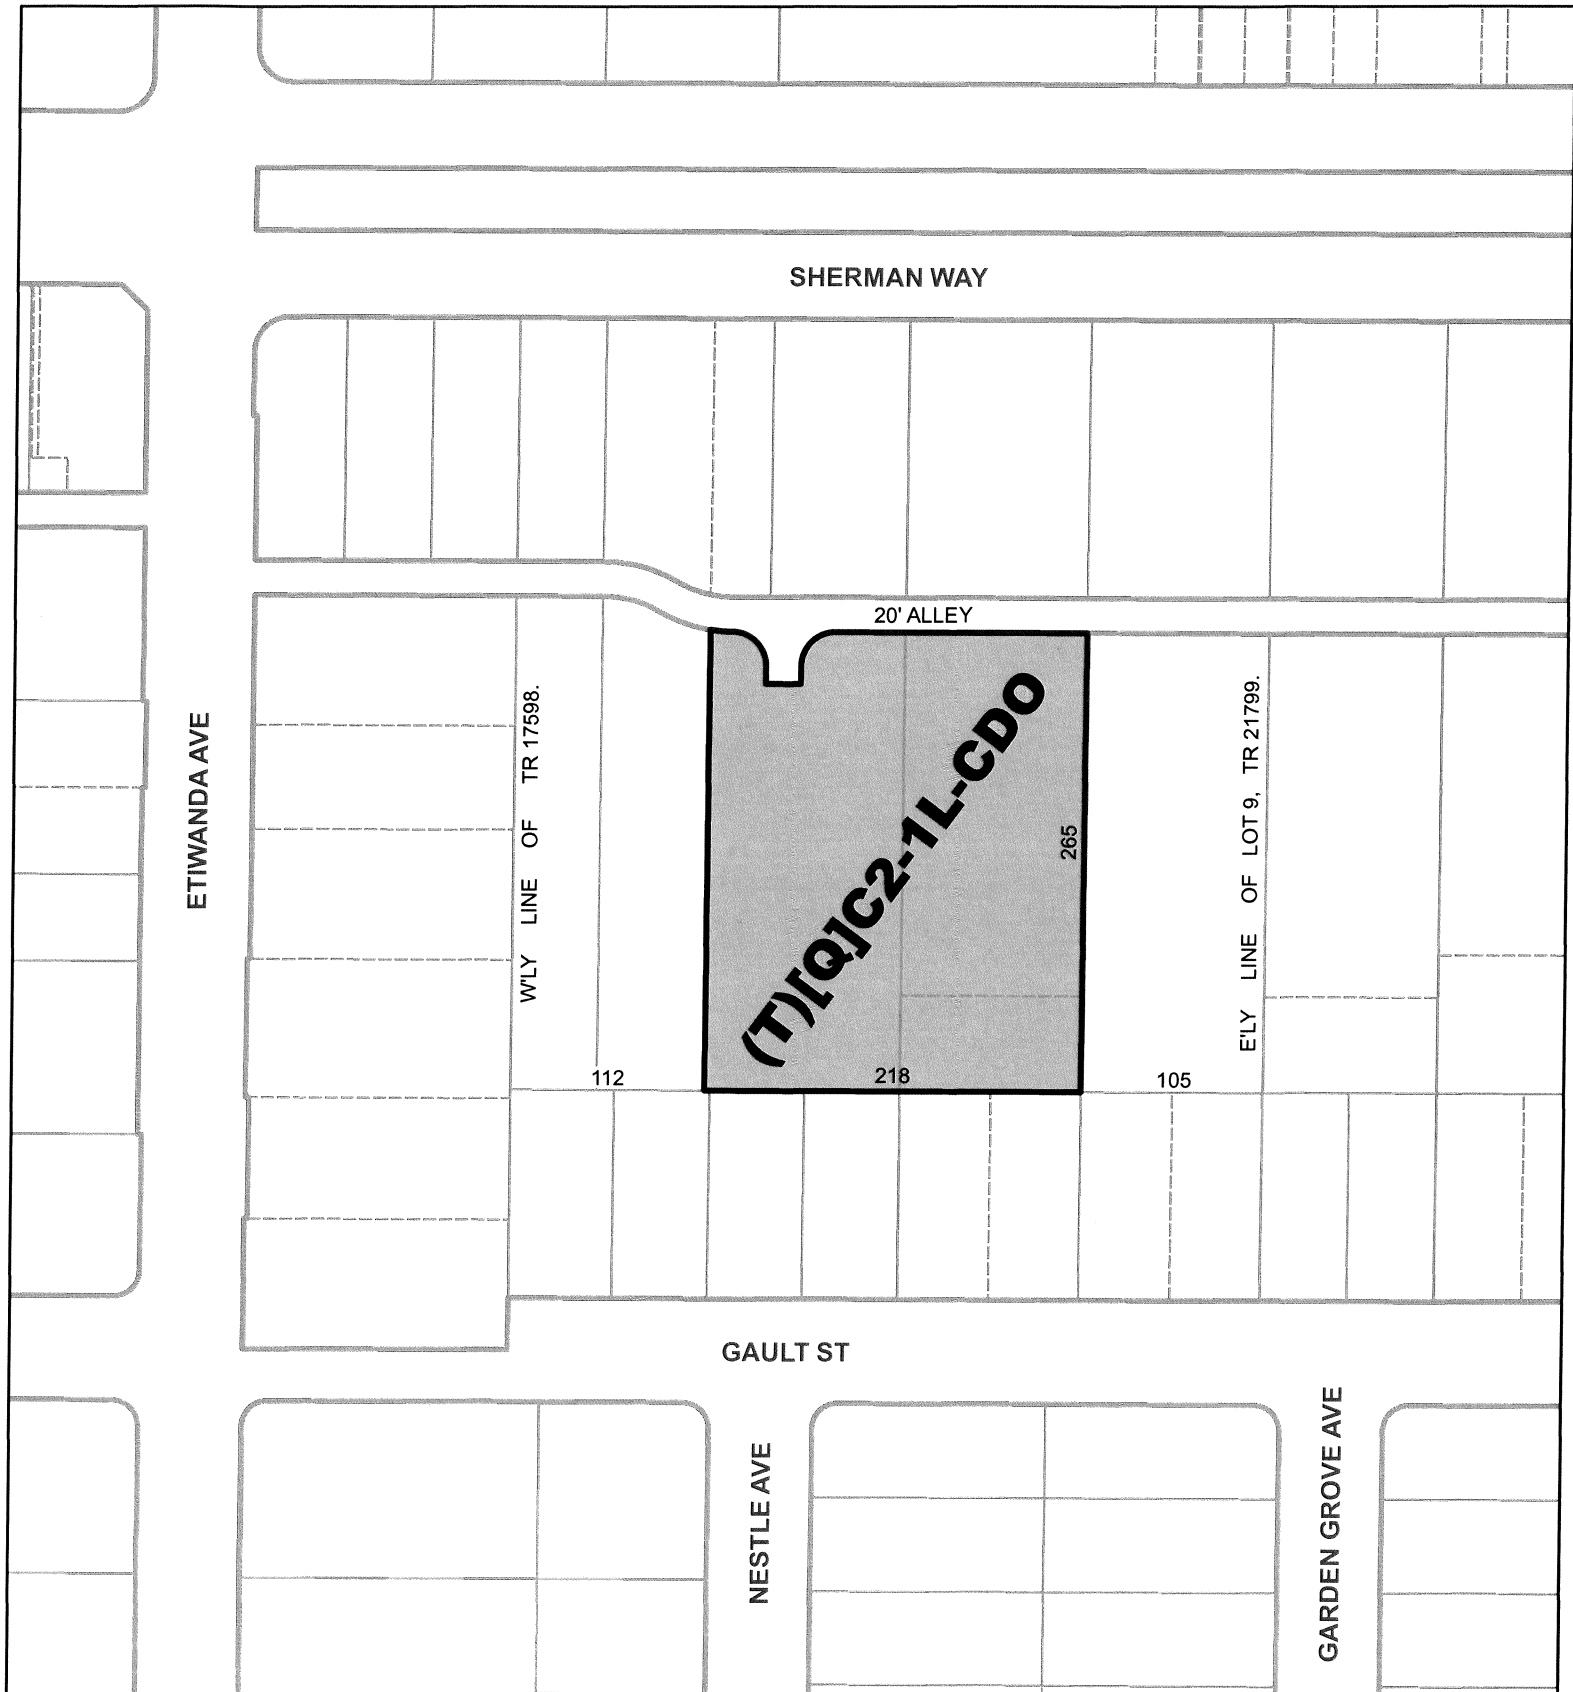 SHERMAN WAY
20' ALLEY
ETIWANDA AVE
W'LY LINE OF TR 17598.
(T)[Q]C2-1L-CDO
265
E'LY LINE OF LOT 9, TR 21799.
112
218
105
GAULT ST
NESTLE AVE
GARDEN GROVE AVE